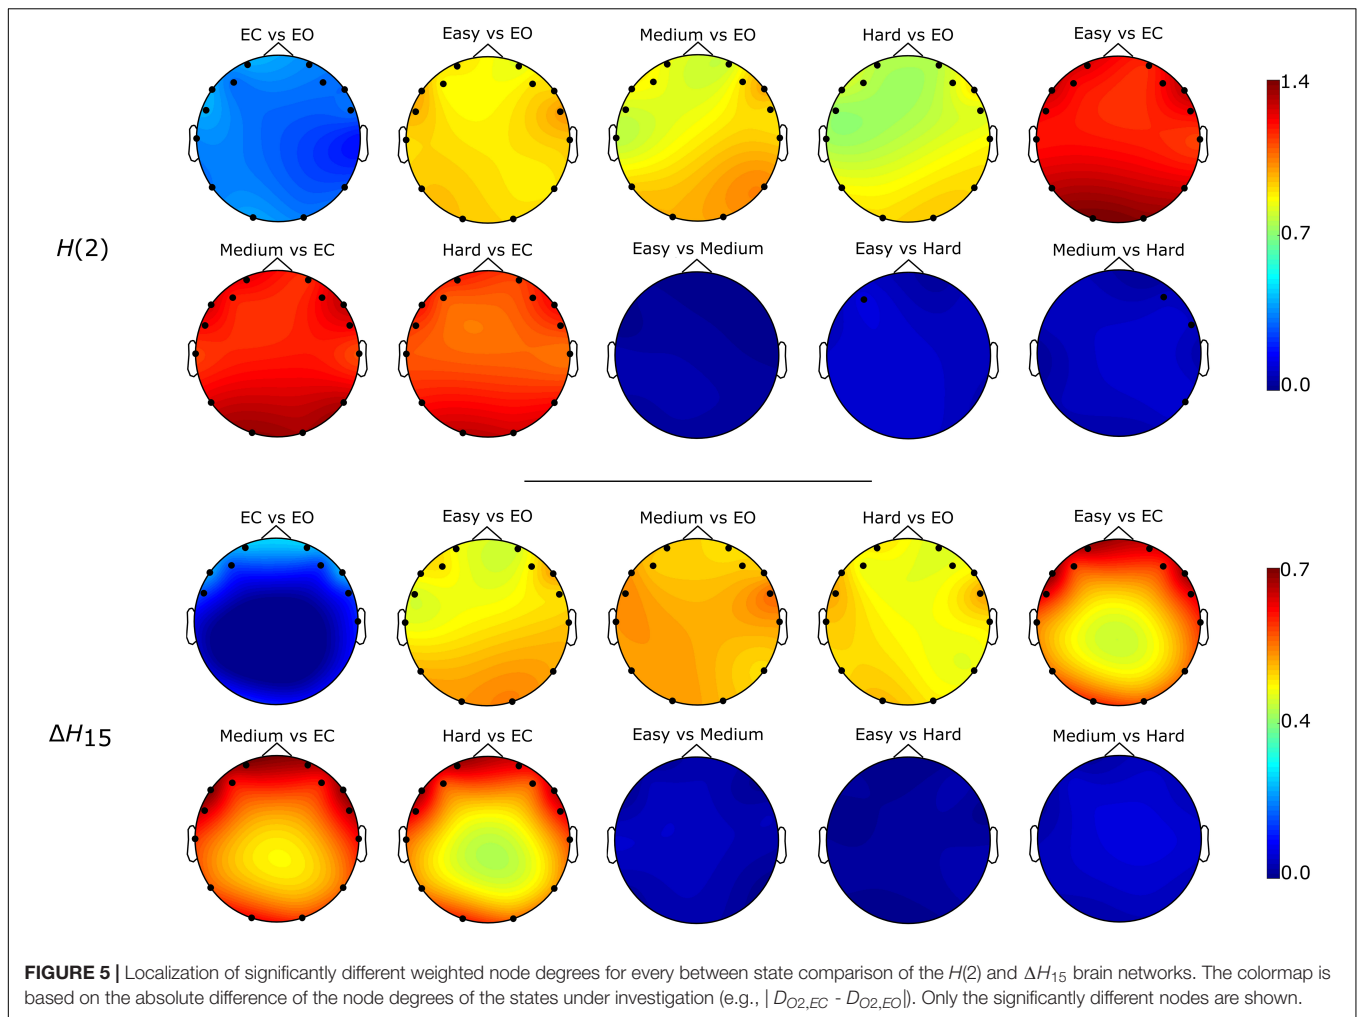 EC vs EO
Easy vs EO
Medium vs EO
Hard vs EO
Easy vs EC
1.4
0.7
0.0
H(2)
Medium vs EC
Hard vs EC
Easy vs Medium
Easy vs Hard
Medium vs Hard
EC vs EO
Easy vs EO
Medium vs EO
Hard vs EO
Easy vs EC
0.7
0.4
0.0
ΔH15
Medium vs EC
Hard vs EC
Easy vs Medium
Easy vs Hard
Medium vs Hard
FIGURE 5 | Localization of significantly different weighted node degrees for every between state comparison of the H(2) and ΔH15 brain networks. The colormap is
based on the absolute difference of the node degrees of the states under investigation (e.g., | DO2,EC - DO2,EO|). Only the significantly different nodes are shown.